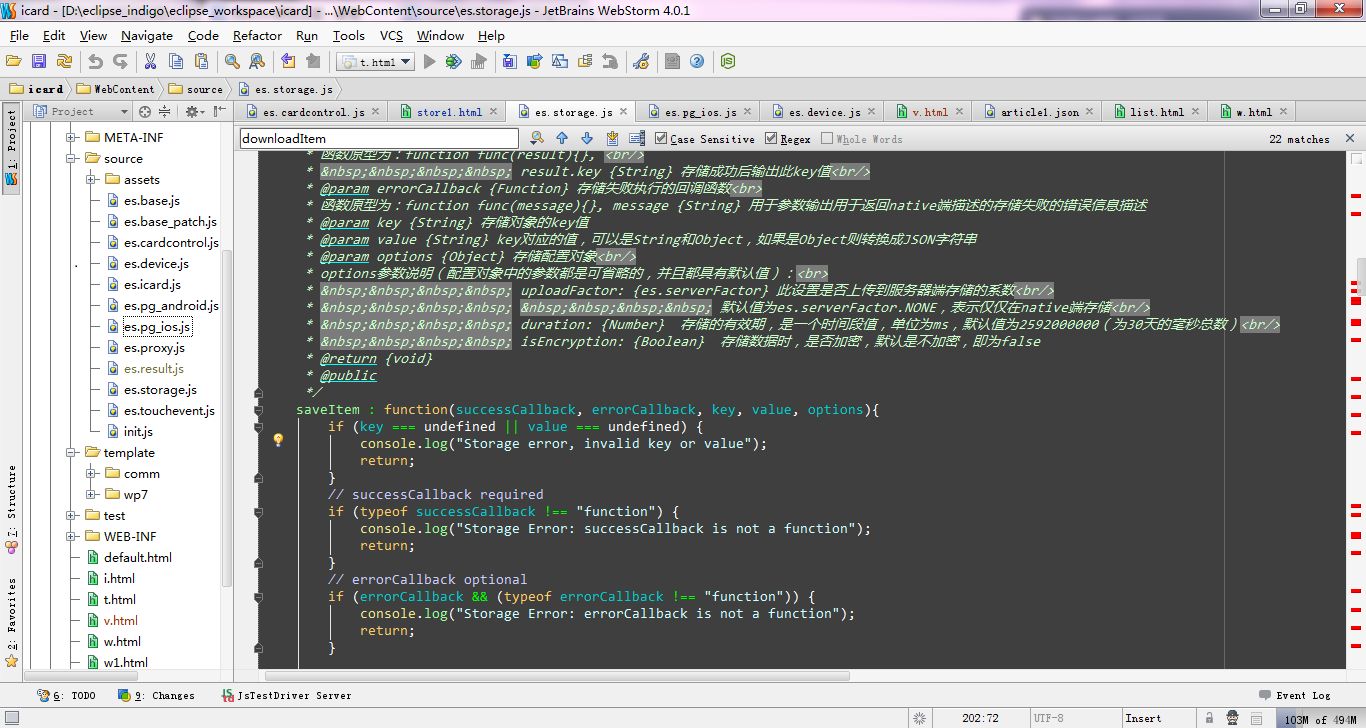 icard - [D:\eclipse_indigo\eclipse_workspace\icard] - ...\WebContent\source\es.storage.js - JetBrains WebStorm 4.0.1
File Edit View Navigate Code Refactor Run Tools VCS Window Help
t.html
icard WebContent source es.storage.js
Project
es.cardcontrol.js store1.html es.storage.js es.pg_ios.js es.device.js v.html article1.json list.html w.html
downloadItem Case Sensitive Regex Whole Words 22 matches
1: Project
7: Structure
2: Favorites
META-INF
source
assets
es.base.js
es.base_patch.js
es.cardcontrol.js
es.device.js
es.icard.js
es.pg_android.js
es.pg_ios.js
es.proxy.js
es.result.js
es.storage.js
es.touchevent.js
init.js
template
comm
wp7
test
WEB-INF
default.html
i.html
t.html
v.html
w.html
w1.html
* 函数原型为：function func(result){}, <br/>
* &nbsp;&nbsp;&nbsp;&nbsp; result.key {String} 存储成功后输出此key值<br/>
* @param errorCallback {Function} 存储失败执行的回调函数<br>
* 函数原型为：function func(message){}, message {String} 用于参数输出用于返回native端描述的存储失败的错误信息描述
* @param key {String} 存储对象的key值
* @param value {String} key对应的值，可以是String和Object，如果是Object则转换成JSON字符串
* @param options {Object} 存储配置对象<br/>
* options参数说明（配置对象中的参数都是可省略的，并且都具有默认值）：<br>
* &nbsp;&nbsp;&nbsp;&nbsp; uploadFactor: {es.serverFactor} 此设置是否上传到服务器端存储的系数<br/>
* &nbsp;&nbsp;&nbsp;&nbsp; &nbsp;&nbsp;&nbsp;&nbsp; 默认值为es.serverFactor.NONE，表示仅仅在native端存储<br/>
* &nbsp;&nbsp;&nbsp;&nbsp; duration: {Number} 存储的有效期，是一个时间段值，单位为ms，默认值为2592000000（为30天的毫秒总数）<br/>
* &nbsp;&nbsp;&nbsp;&nbsp; isEncryption: {Boolean} 存储数据时，是否加密，默认是不加密，即为false
* @return {void}
* @public
*/
saveItem : function(successCallback, errorCallback, key, value, options){
if (key === undefined || value === undefined) {
console.log("Storage error, invalid key or value");
return;
}
// successCallback required
if (typeof successCallback !== "function") {
console.log("Storage Error: successCallback is not a function");
return;
}
// errorCallback optional
if (errorCallback && (typeof errorCallback !== "function")) {
console.log("Storage Error: errorCallback is not a function");
return;
}
6: TODO 9: Changes JsTestDriver Server Event Log
202:72 UTF-8 Insert 103M of 494M